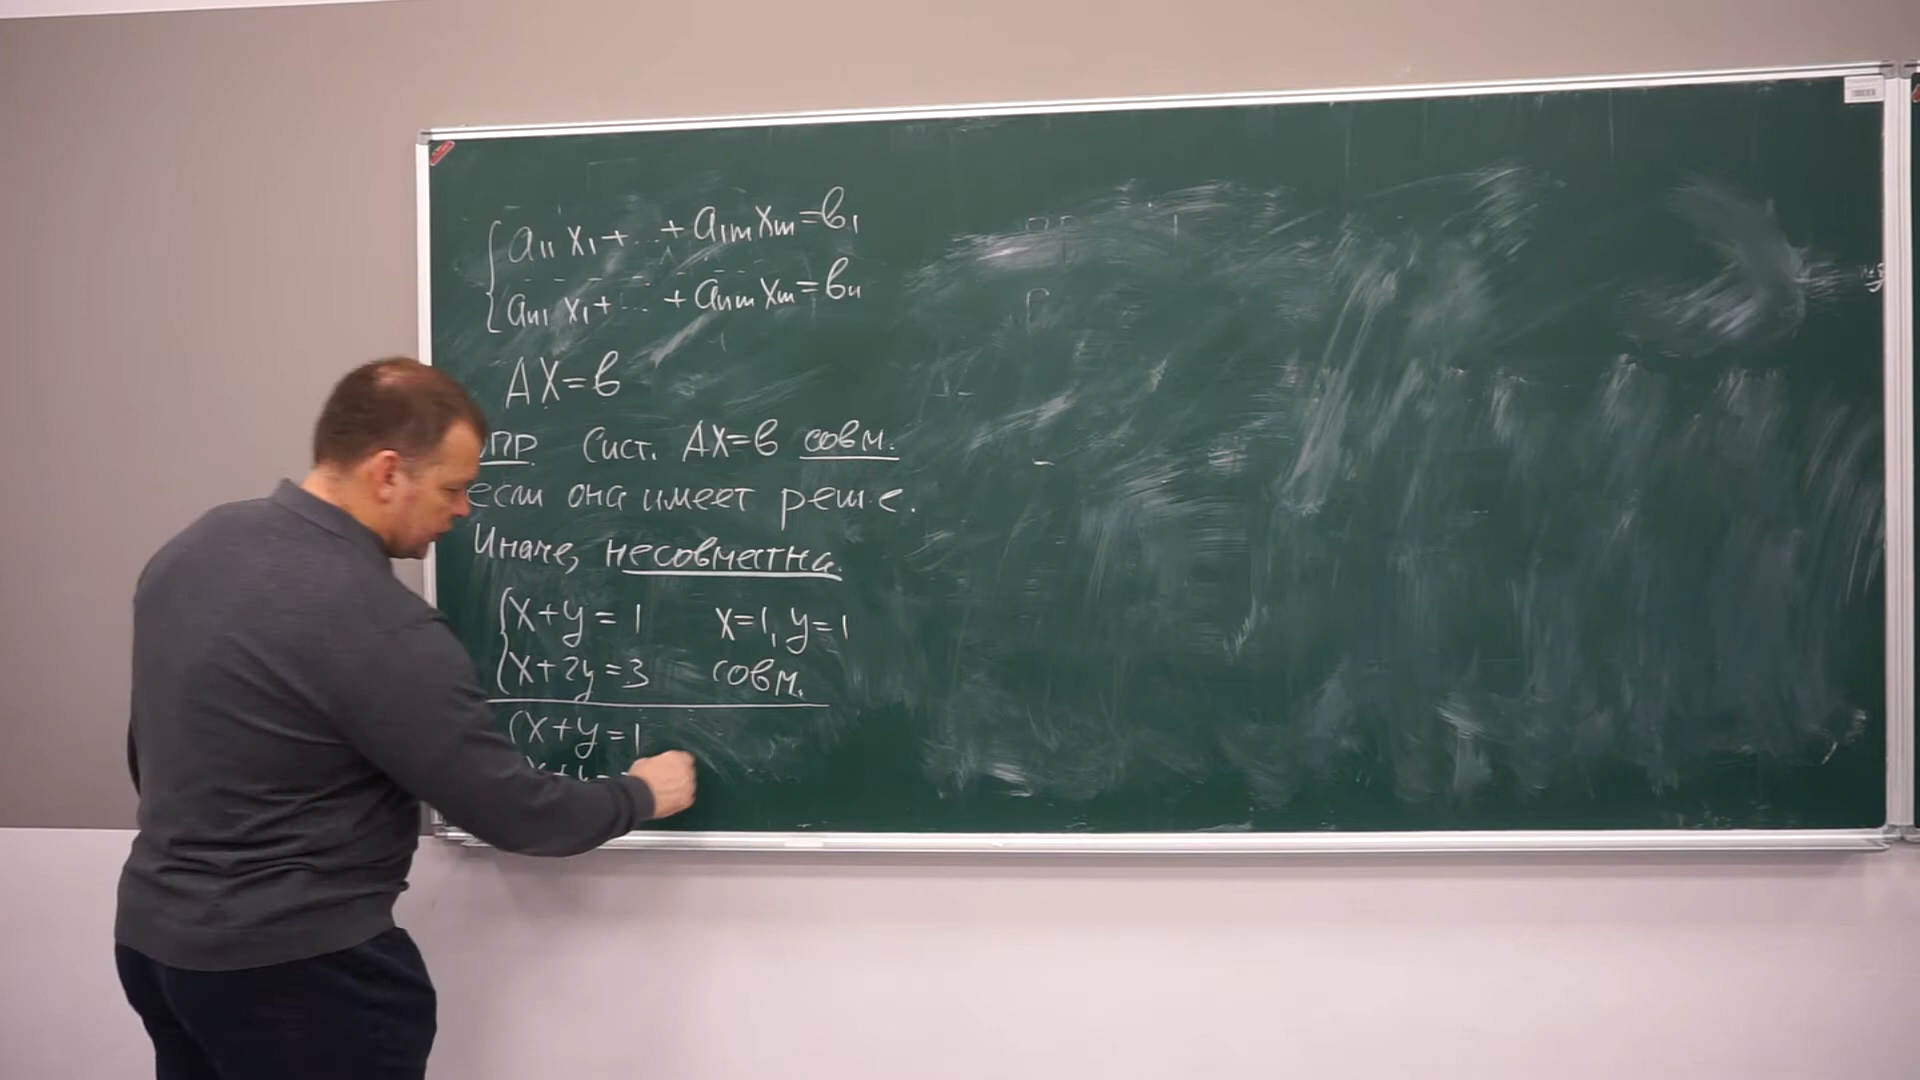 a₁₁ x₁ + ... + a₁ₘ xₘ = b₁
aₙ₁ x₁ + ... + aₙₘ xₘ = bₙ
AX=b
ОПР. Сист. AX=b совм.
если она имеет реш-е.
Иначе, несовместна.
x+y=1 x=1, y=1
x+2y=3 совм.
x+y=1
x+y=